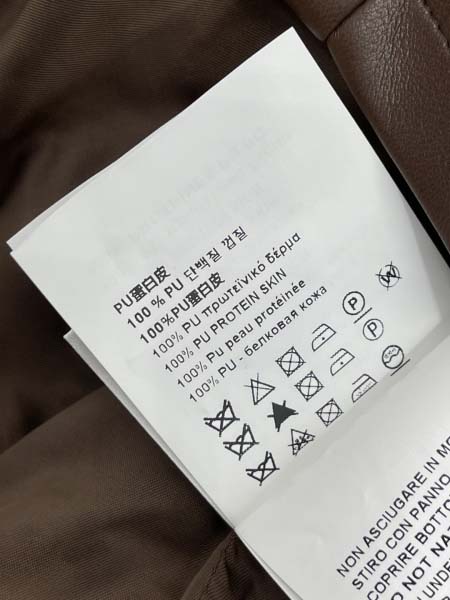 PU蛋白皮
100 % PU 단백질 껍질
100%PU蛋白皮
100% PU πρωτεϊνικό δέρμα
100% PU PROTEIN SKIN
100% Pu peau protéinée
100% PU - белковая кожа
P
P
NON ASCIUGARE IN MO
STIRO CON PANNO
COPRIRE BOTTO
DO NOT NAT
UNDER